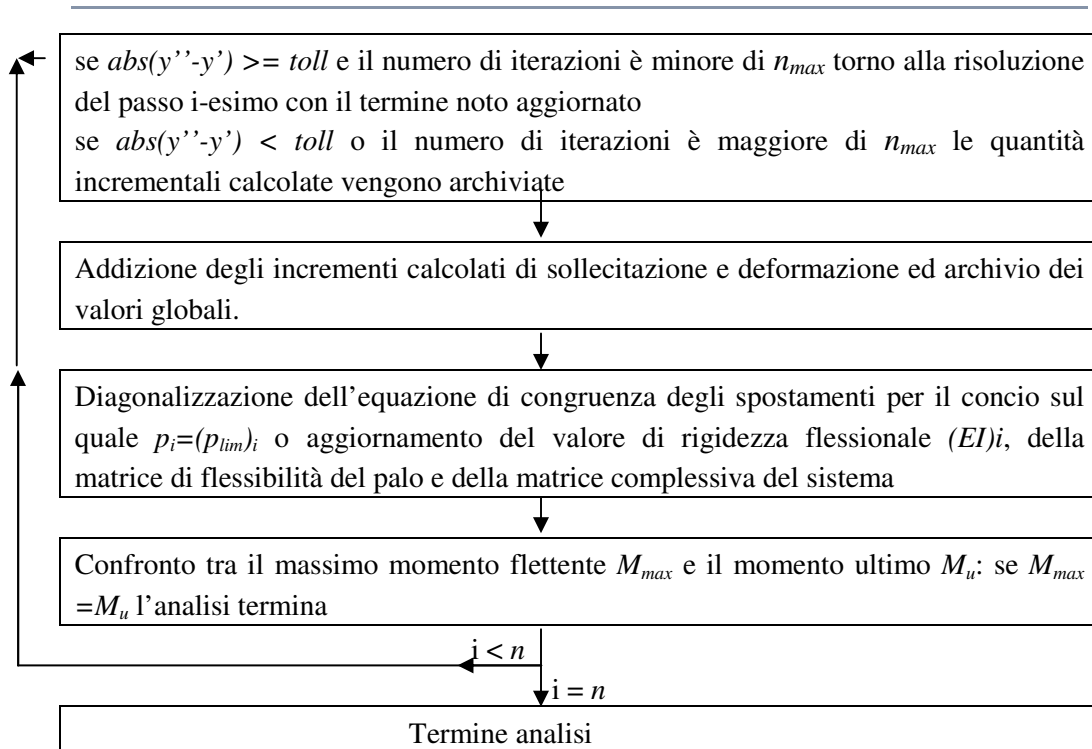 se abs(y’’-y’) >= toll e il numero di iterazioni è minore di nmax torno alla risoluzione
del passo i-esimo con il termine noto aggiornato
se abs(y’’-y’) < toll o il numero di iterazioni è maggiore di nmax le quantità
incrementali calcolate vengono archiviate
Addizione degli incrementi calcolati di sollecitazione e deformazione ed archivio dei
valori globali.
Diagonalizzazione dell’equazione di congruenza degli spostamenti per il concio sul
quale pi=(plim)i o aggiornamento del valore di rigidezza flessionale (EI)i, della
matrice di flessibilità del palo e della matrice complessiva del sistema
Confronto tra il massimo momento flettente Mmax e il momento ultimo Mu: se Mmax
=Mu l’analisi termina
i < n
i = n
Termine analisi